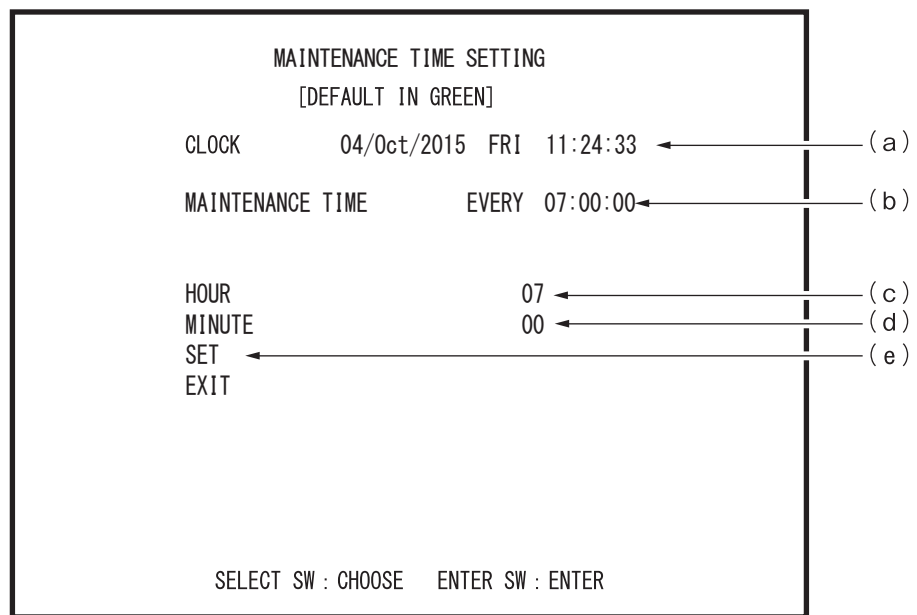 MAINTENANCE TIME SETTING
[DEFAULT IN GREEN]
CLOCK 04/Oct/2015 FRI 11:24:33 (a)
MAINTENANCE TIME EVERY 07:00:00 (b)
HOUR 07 (c)
MINUTE 00 (d)
SET (e)
EXIT
SELECT SW : CHOOSE ENTER SW : ENTER